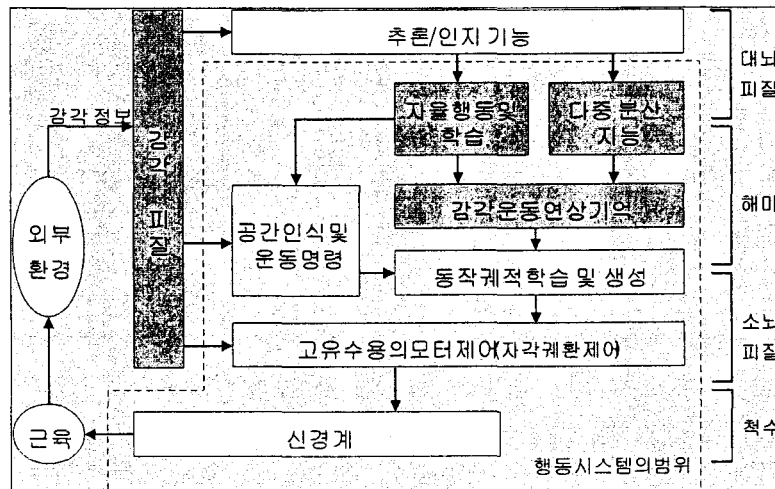 추론/인지 기능
대뇌
피질
감각 정보
감각 피질
자율행동및
학습
다중 분산
지능
해마
외부
환경
공간인식 및
운동명령
감각운동연상기억
동작궤적학습 및 생성
소뇌
피질
고유수용의모터제어(자각궤환제어)
근육
신경계
척수
행동시스템의범위